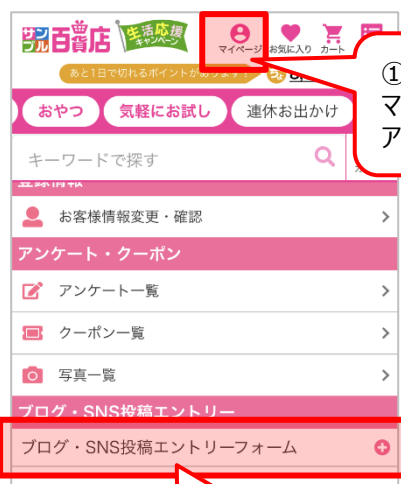 サンプル百貨店
生活応援
キャンペーン
マイページ
お気に入り
カート
あと1日で切れるポイントがあります！
①
マ
ア
おやつ
気軽にお試し
連休お出かけ
キーワードで探す
登録情報
お客様情報変更・確認
アンケート・クーポン
アンケート一覧
クーポン一覧
写真一覧
ブログ・SNS投稿エントリー
ブログ・SNS投稿エントリーフォーム